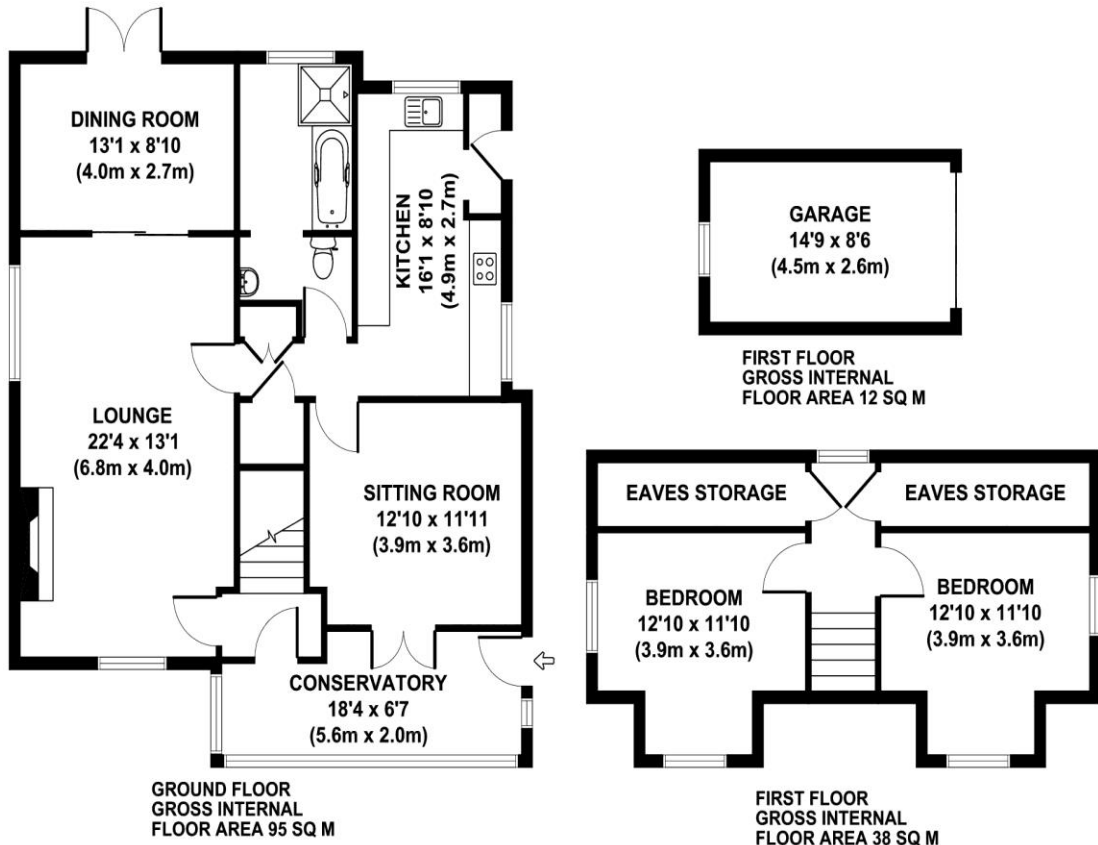 DINING ROOM
13'1 x 8'10
(4.0m x 2.7m)
KITCHEN
16'1 x 8'10
(4.9m x 2.7m)
LOUNGE
22'4 x 13'1
(6.8m x 4.0m)
SITTING ROOM
12'10 x 11'11
(3.9m x 3.6m)
CONSERVATORY
18'4 x 6'7
(5.6m x 2.0m)
GROUND FLOOR
GROSS INTERNAL
FLOOR AREA 95 SQ M
GARAGE
14'9 x 8'6
(4.5m x 2.6m)
FIRST FLOOR
GROSS INTERNAL
FLOOR AREA 12 SQ M
EAVES STORAGE
EAVES STORAGE
BEDROOM
12'10 x 11'10
(3.9m x 3.6m)
BEDROOM
12'10 x 11'10
(3.9m x 3.6m)
FIRST FLOOR
GROSS INTERNAL
FLOOR AREA 38 SQ M